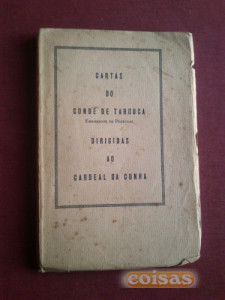 CARTAS
DO
CONDE DE TAROUCA
DIRIGIDAS
AO
CARDEAL DA CUNHA
coisas